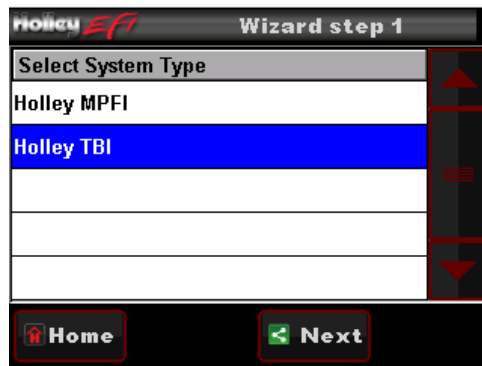 Holley EFI Wizard step 1
Select System Type
Holley MPFI
Holley TBI
Home Next